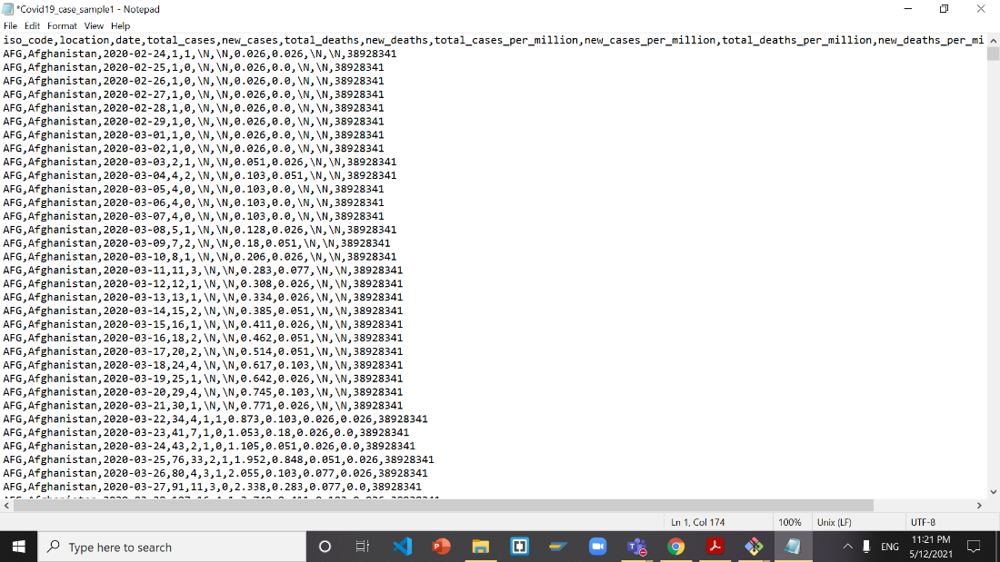 *Covid19_case_sample1 - Notepad
File Edit Format View Help
iso_code,location,date,total_cases,new_cases,total_deaths,new_deaths,total_cases_per_million,new_cases_per_million,total_deaths_per_million,new_deaths_per_mi
AFG,Afghanistan,2020-02-24,1,1,\N,\N,0.026,0.026,\N,\N,38928341
AFG,Afghanistan,2020-02-25,1,0,\N,\N,0.026,0.0,\N,\N,38928341
AFG,Afghanistan,2020-02-26,1,0,\N,\N,0.026,0.0,\N,\N,38928341
AFG,Afghanistan,2020-02-27,1,0,\N,\N,0.026,0.0,\N,\N,38928341
AFG,Afghanistan,2020-02-28,1,0,\N,\N,0.026,0.0,\N,\N,38928341
AFG,Afghanistan,2020-02-29,1,0,\N,\N,0.026,0.0,\N,\N,38928341
AFG,Afghanistan,2020-03-01,1,0,\N,\N,0.026,0.0,\N,\N,38928341
AFG,Afghanistan,2020-03-02,1,0,\N,\N,0.026,0.0,\N,\N,38928341
AFG,Afghanistan,2020-03-03,2,1,\N,\N,0.051,0.026,\N,\N,38928341
AFG,Afghanistan,2020-03-04,4,2,\N,\N,0.103,0.051,\N,\N,38928341
AFG,Afghanistan,2020-03-05,4,0,\N,\N,0.103,0.0,\N,\N,38928341
AFG,Afghanistan,2020-03-06,4,0,\N,\N,0.103,0.0,\N,\N,38928341
AFG,Afghanistan,2020-03-07,4,0,\N,\N,0.103,0.0,\N,\N,38928341
AFG,Afghanistan,2020-03-08,5,1,\N,\N,0.128,0.026,\N,\N,38928341
AFG,Afghanistan,2020-03-09,7,2,\N,\N,0.18,0.051,\N,\N,38928341
AFG,Afghanistan,2020-03-10,8,1,\N,\N,0.206,0.026,\N,\N,38928341
AFG,Afghanistan,2020-03-11,11,3,\N,\N,0.283,0.077,\N,\N,38928341
AFG,Afghanistan,2020-03-12,12,1,\N,\N,0.308,0.026,\N,\N,38928341
AFG,Afghanistan,2020-03-13,13,1,\N,\N,0.334,0.026,\N,\N,38928341
AFG,Afghanistan,2020-03-14,15,2,\N,\N,0.385,0.051,\N,\N,38928341
AFG,Afghanistan,2020-03-15,16,1,\N,\N,0.411,0.026,\N,\N,38928341
AFG,Afghanistan,2020-03-16,18,2,\N,\N,0.462,0.051,\N,\N,38928341
AFG,Afghanistan,2020-03-17,20,2,\N,\N,0.514,0.051,\N,\N,38928341
AFG,Afghanistan,2020-03-18,24,4,\N,\N,0.617,0.103,\N,\N,38928341
AFG,Afghanistan,2020-03-19,25,1,\N,\N,0.642,0.026,\N,\N,38928341
AFG,Afghanistan,2020-03-20,29,4,\N,\N,0.745,0.103,\N,\N,38928341
AFG,Afghanistan,2020-03-21,30,1,\N,\N,0.771,0.026,\N,\N,38928341
AFG,Afghanistan,2020-03-22,34,4,1,1,0.873,0.103,0.026,0.026,38928341
AFG,Afghanistan,2020-03-23,41,7,1,0,1.053,0.18,0.026,0.0,38928341
AFG,Afghanistan,2020-03-24,43,2,1,0,1.105,0.051,0.026,0.0,38928341
AFG,Afghanistan,2020-03-25,76,33,2,1,1.952,0.848,0.051,0.026,38928341
AFG,Afghanistan,2020-03-26,80,4,3,1,2.055,0.103,0.077,0.026,38928341
AFG,Afghanistan,2020-03-27,91,11,3,0,2.338,0.283,0.077,0.0,38928341
Ln 1, Col 174 100% Unix (LF) UTF-8
Type here to search
ENG
11:21 PM
5/12/2021